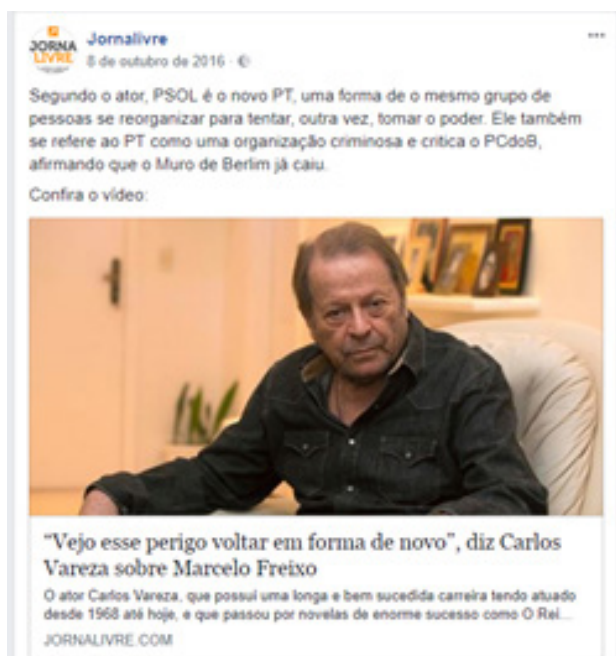 JORNA
LIVRE
Jornalivre
8 de outubro de 2016 ·
Segundo o ator, PSOL é o novo PT, uma forma de o mesmo grupo de
pessoas se reorganizar para tentar, outra vez, tomar o poder. Ele também
se refere ao PT como uma organização criminosa e critica o PCdoB,
afirmando que o Muro de Berlim já caiu.
Confira o vídeo:
“Vejo esse perigo voltar em forma de novo”, diz Carlos
Vareza sobre Marcelo Freixo
O ator Carlos Vareza, que possui uma longa e bem sucedida carreira tendo atuado
desde 1968 até hoje, e que passou por novelas de enorme sucesso como O Rei...
JORNALIVRE.COM